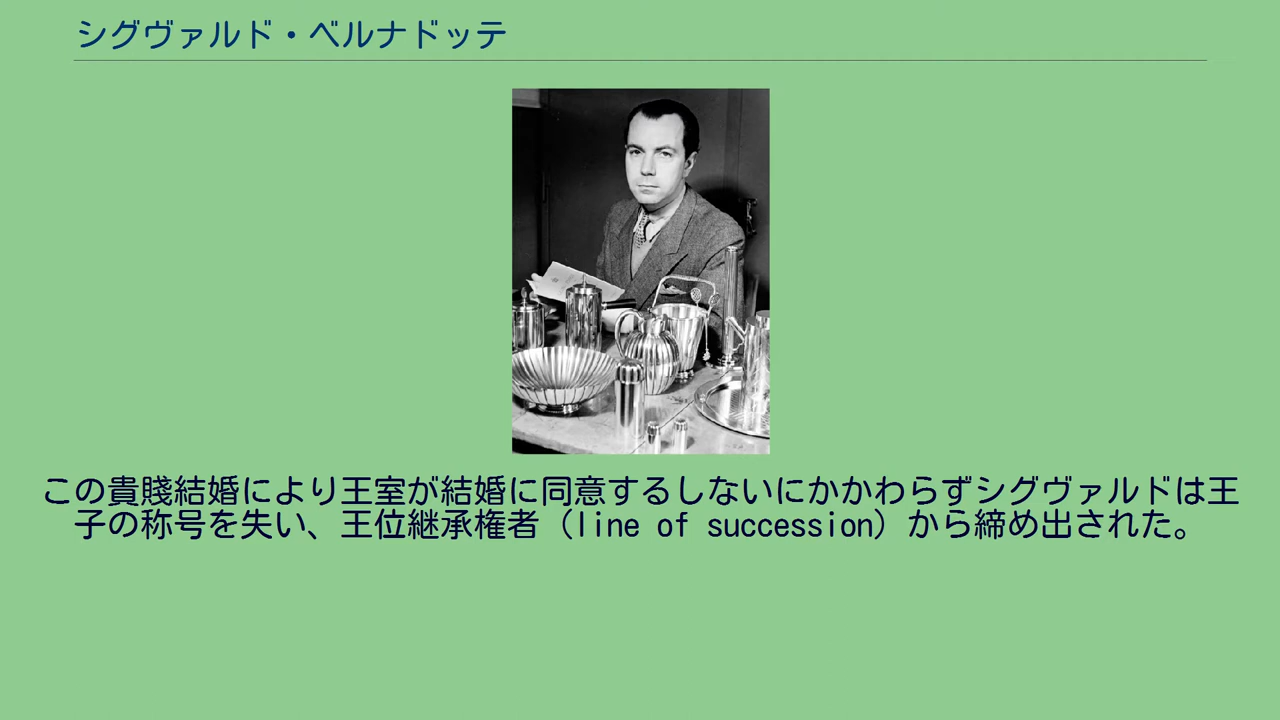 シグヴァルド・ベルナドッテ
この貴賤結婚により王室が結婚に同意するしないにかかわらずシグヴァルドは王
子の称号を失い、王位継承権者（line of succession）から締め出された。